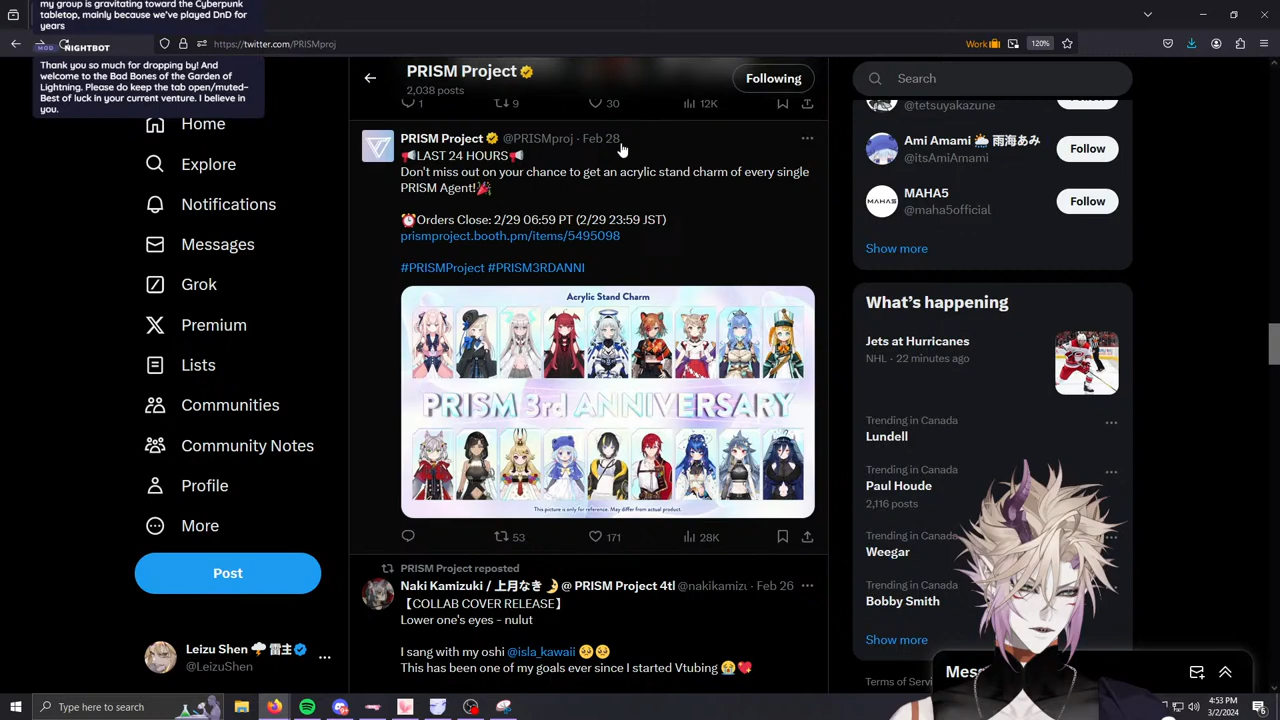 my group is gravitating toward the Cyberpunk
tabletop, mainly because we've played DnD for
years
MOD NIGHTBOT
Thank you so much for dropping by! And
welcome to the Bad Bones of the Garden of
Lightning. Please do keep the tab open/muted~
Best of luck in your current venture. I believe in
you.
https://twitter.com/PRISMproj
Work
120%
Home
Explore
Notifications
Messages
Grok
Premium
Lists
Communities
Community Notes
Profile
More
Post
Leizu Shen 🌩 雷主
@LeizuShen
PRISM Project
2,038 posts
Following
1
9
30
12K
PRISM Project @PRISMproj · Feb 28
📢LAST 24 HOURS📢
Don't miss out on your chance to get an acrylic stand charm of every single
PRISM Agent!🎉
⏰Orders Close: 2/29 06:59 PT (2/29 23:59 JST)
prismproject.booth.pm/items/5495098
#PRISMProject #PRISM3RDANNI
Acrylic Stand Charm
PRISM 3rd ANNIVERSARY
This picture is only for reference. May differ from actual product.
53
171
28K
PRISM Project reposted
Naki Kamizuki / 上月なき 🌛@ PRISM Project 4tl @nakikamizu · Feb 26
【COLLAB COVER RELEASE】
Lower one's eyes - nulut
I sang with my oshi @isla_kawaii 🥺🥺
This has been one of my goals ever since I started Vtubing 😭💖
Search
@tetsuyakazune
Ami Amami 🌦 雨海あみ
@itsAmiAmami
Follow
MAHA5
MAHA5
@maha5official
Follow
Show more
What's happening
Jets at Hurricanes
NHL · 22 minutes ago
Trending in Canada
Lundell
Trending in Canada
Paul Houde
2,116 posts
Trending in Canada
Weegar
Trending in Canada
Bobby Smith
Show more
Terms of Servi
Mess
Type here to search
4:53 PM
3/2/2024